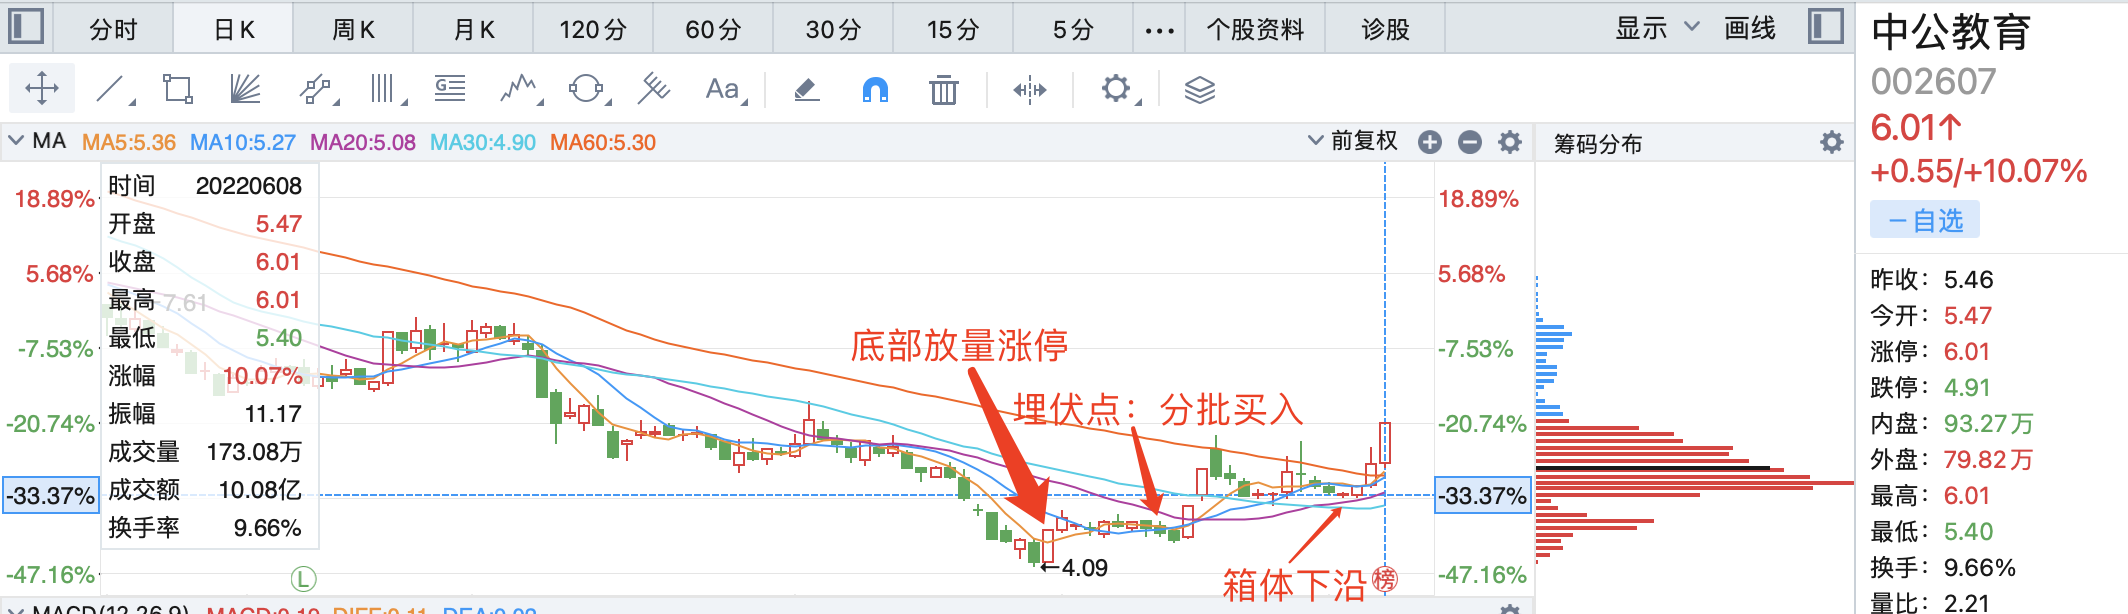 分时 日K 周K 月K 120分 60分 30分 15分 5分 ••• 个股资料 诊股 显示 画线
G Aa
MA MA5:5.36 MA10:5.27 MA20:5.08 MA30:4.90 MA60:5.30 前复权
筹码分布
时间 20220608
开盘 5.47
收盘 6.01
最高 6.01
最低 5.40
涨幅 10.07%
振幅 11.17
成交量 173.08万
成交额 10.08亿
换手率 9.66%
18.89%
5.68%
-7.53%
-20.74%
-33.37%
-47.16%
7.61
底部放量涨停
埋伏点：分批买入
←4.09
箱体下沿
榜
L
18.89%
5.68%
-7.53%
-20.74%
-33.37%
-47.16%
MACD(12,26,9) MACD:0.19 DIFF:0.11 DEA:0.02
中公教育
002607
6.01↑
+0.55/+10.07%
－自选
昨收：5.46
今开：5.47
涨停：6.01
跌停：4.91
内盘：93.27万
外盘：79.82万
最高：6.01
最低：5.40
换手：9.66%
量比：2.21